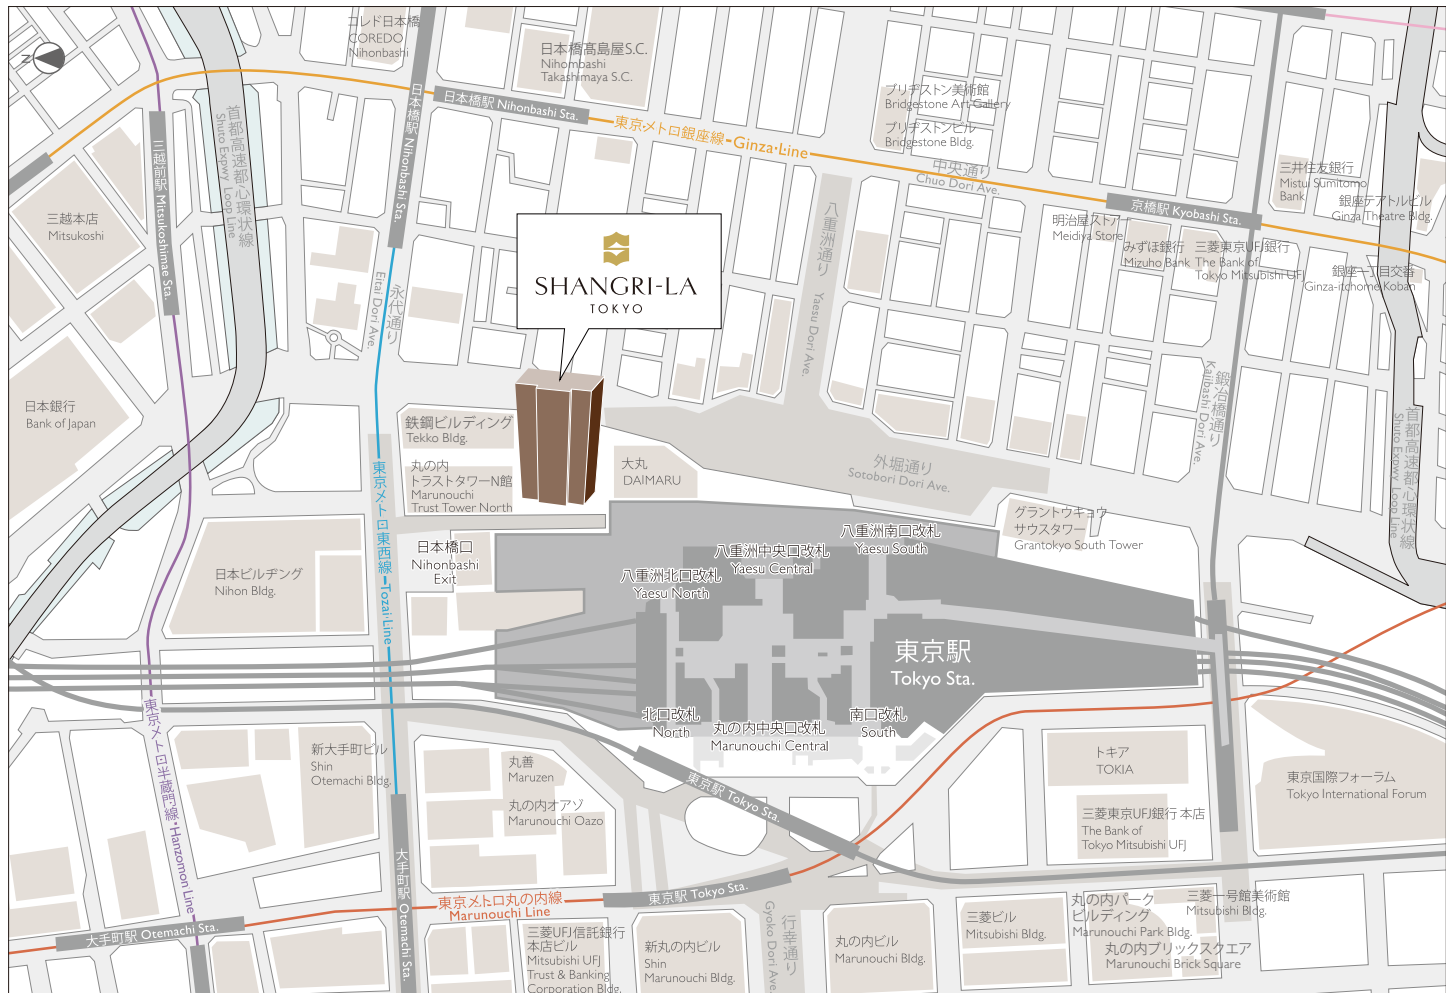 コレド日本橋
COREDO
Nihonbashi
日本橋髙島屋S.C.
Nihombashi
Takashimaya S.C.
N
首都高速都心環状線
Shuto Expwy Loop Line
日本橋駅 Nihonbashi Sta.
日本橋駅 Nihonbashi Sta.
東京メトロ銀座線 Ginza Line
ブリヂストン美術館
Bridgestone Art Gallery
ブリヂストンビル
Bridgestone Bldg.
中央通り
Chuo Dori Ave.
三越前駅 Mitsukoshimae Sta.
三越本店
Mitsukoshi
三井住友銀行
Mistui Sumitomo
Bank
銀座テアトルビル
Ginza Theatre Bldg.
京橋駅 Kyobashi Sta.
明治屋ストアー
Meidiya Store
みずほ銀行
Mizuho Bank
三菱東京UFJ銀行
The Bank of
Tokyo Mitsubishi UFJ
銀座一丁目交番
Ginza-itchome Koban
八重洲通り
Yaesu Dori Ave.
SHANGRI-LA
TOKYO
永代通り
Eitai Dori Ave.
鍛冶橋通り
Kajibashi Dori Ave.
首都高速都心環状線
Shuto Expwy Loop Line
日本銀行
Bank of Japan
鉄鋼ビルディング
Tekko Bldg.
丸の内
トラストタワーN館
Marunouchi
Trust Tower North
大丸
DAIMARU
外堀通り
Sotobori Dori Ave.
グラントウキョウ
サウスタワー
Grantokyo South Tower
東京メトロ東西線 Tozai Line
日本橋口
Nihonbashi
Exit
日本ビルヂング
Nihon Bldg.
八重洲北口改札
Yaesu North
八重洲中央口改札
Yaesu Central
八重洲南口改札
Yaesu South
東京駅
Tokyo Sta.
北口改札
North
丸の内中央口改札
Marunouchi Central
南口改札
South
東京メトロ半蔵門線・Hanzomon Line
新大手町ビル
Shin
Otemachi Bldg.
丸善
Maruzen
丸の内オアゾ
Marunouchi Oazo
東京駅 Tokyo Sta.
トキア
TOKIA
三菱東京UFJ銀行 本店
The Bank of
Tokyo Mitsubishi UFJ
東京国際フォーラム
Tokyo International Forum
大手町駅 Otemachi Sta.
東京メトロ丸の内線
Marunouchi Line
東京駅 Tokyo Sta.
大手町駅 Otemachi Sta.
三菱UFJ信託銀行
本店ビル
Mitsubishi UFJ
Trust & Banking
Corporation Bldg.
新丸の内ビル
Shin
Marunouchi Bldg.
行幸通り
Gyoko Dori Ave.
丸の内ビル
Marunouchi Bldg.
三菱ビル
Mitsubishi Bldg.
丸の内パーク
ビルディング
Marunouchi Park Bldg.
三菱一号館美術館
Mitsubishi Bldg.
丸の内ブリックスクエア
Marunouchi Brick Square